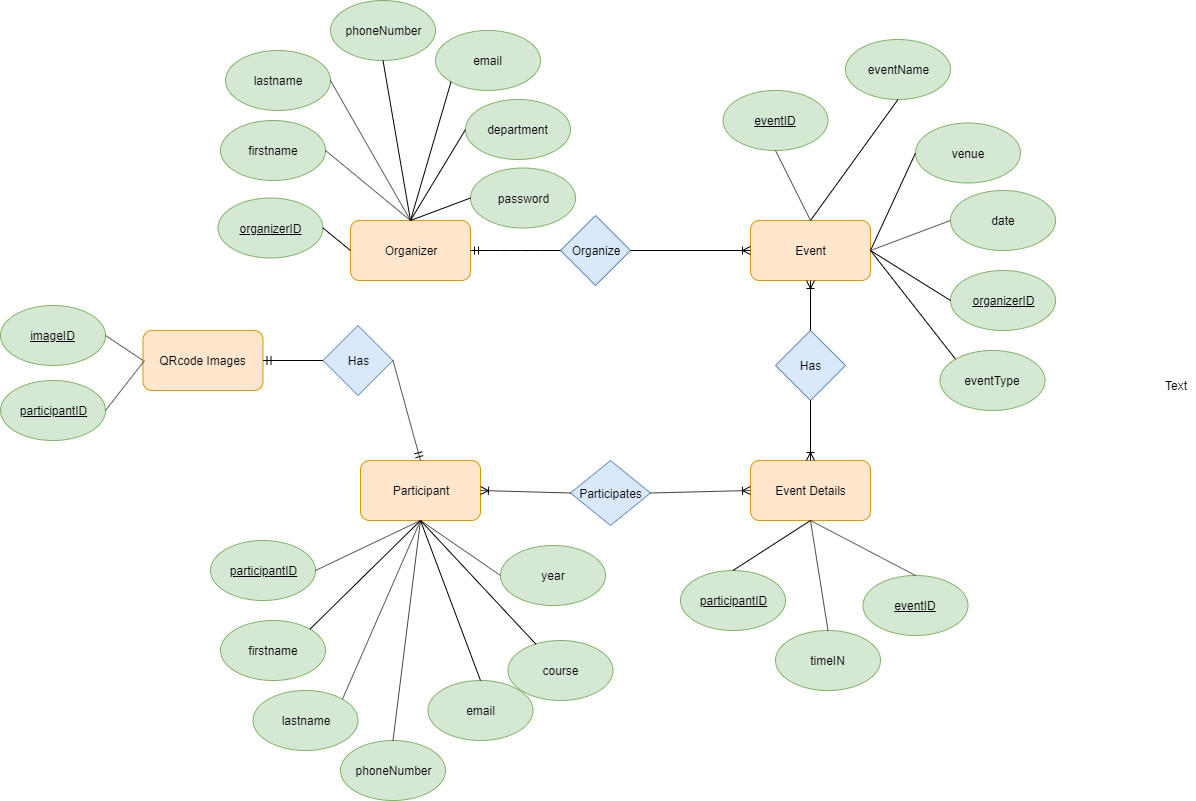 phoneNumber
email
lastname
department
firstname
password
organizerID
Organizer
Organize
eventName
eventID
venue
date
Event
organizerID
eventType
Has
Text
imageID
QRcode Images
Has
participantID
Participant
Participates
Event Details
participantID
year
firstname
course
lastname
email
phoneNumber
participantID
eventID
timeIN